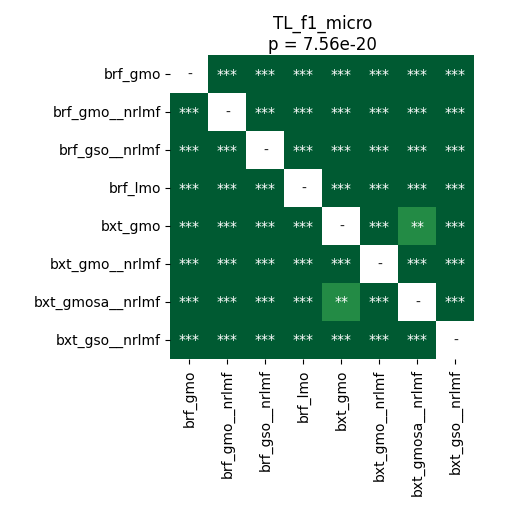 TL_f1_micro
p = 7.56e-20
brf_gmo - *** *** *** *** *** *** ***
brf_gmo__nrlmf *** - *** *** *** *** *** ***
brf_gso__nrlmf *** *** - *** *** *** *** ***
brf_lmo *** *** *** - *** *** *** ***
bxt_gmo *** *** *** *** - *** ** ***
bxt_gmo__nrlmf *** *** *** *** *** - *** ***
bxt_gmosa__nrlmf *** *** *** *** ** *** - ***
bxt_gso__nrlmf *** *** *** *** *** *** *** -
brf_gmo
brf_gmo__nrlmf
brf_gso__nrlmf
brf_lmo
bxt_gmo
bxt_gmo__nrlmf
bxt_gmosa__nrlmf
bxt_gso__nrlmf